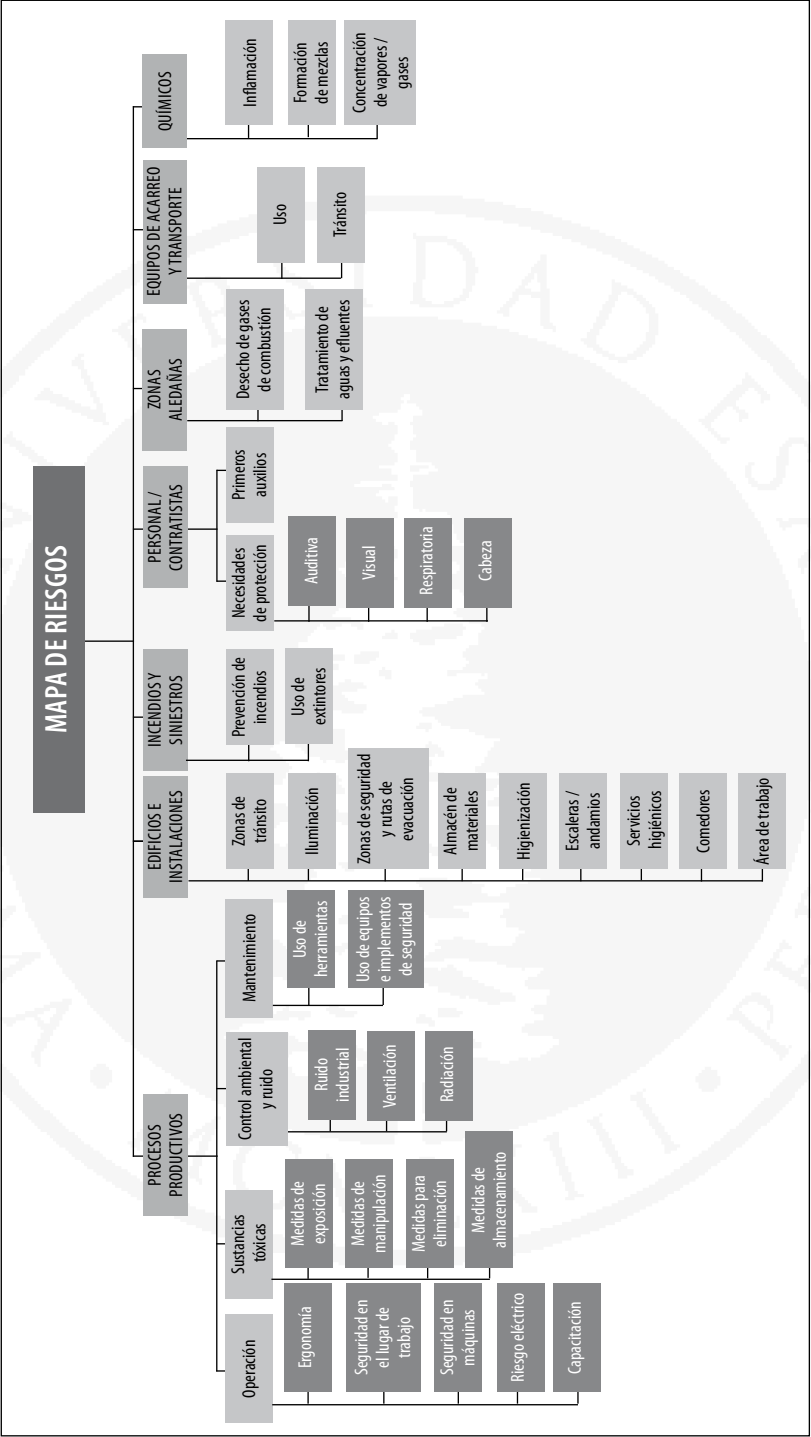 MAPA DE RIESGOS
PROCESOS
PRODUCTIVOS
Operación
Ergonomía
Seguridad en
el lugar de
trabajo
Seguridad en
máquinas
Riesgo eléctrico
Capacitación
Sustancias
tóxicas
Medidas de
exposición
Medidas de
manipulación
Medidas para
eliminación
Medidas de
almacenamiento
Control ambiental
y ruido
Ruido
industrial
Ventilación
Radiación
Mantenimiento
Uso de
herramientas
Uso de equipos
e implementos
de seguridad
EDIFICIOS E
INSTALACIONES
Zonas de
tránsito
Iluminación
Zonas de seguridad
y rutas de
evacuación
Almacén de
materiales
Higienización
Escaleras /
andamios
Servicios
higiénicos
Comedores
Área de trabajo
INCENDIOS Y
SINIESTROS
Prevención de
incendios
Uso de
extintores
PERSONAL /
CONTRATISTAS
Necesidades
de protección
Auditiva
Visual
Respiratoria
Cabeza
Primeros
auxilios
ZONAS
ALEDAÑAS
Desecho de gases
de combustión
Tratamiento de
aguas y efluentes
EQUIPOS DE ACARREO
Y TRANSPORTE
Uso
Tránsito
QUÍMICOS
Inflamación
Formación
de mezclas
Concentración
de vapores /
gases